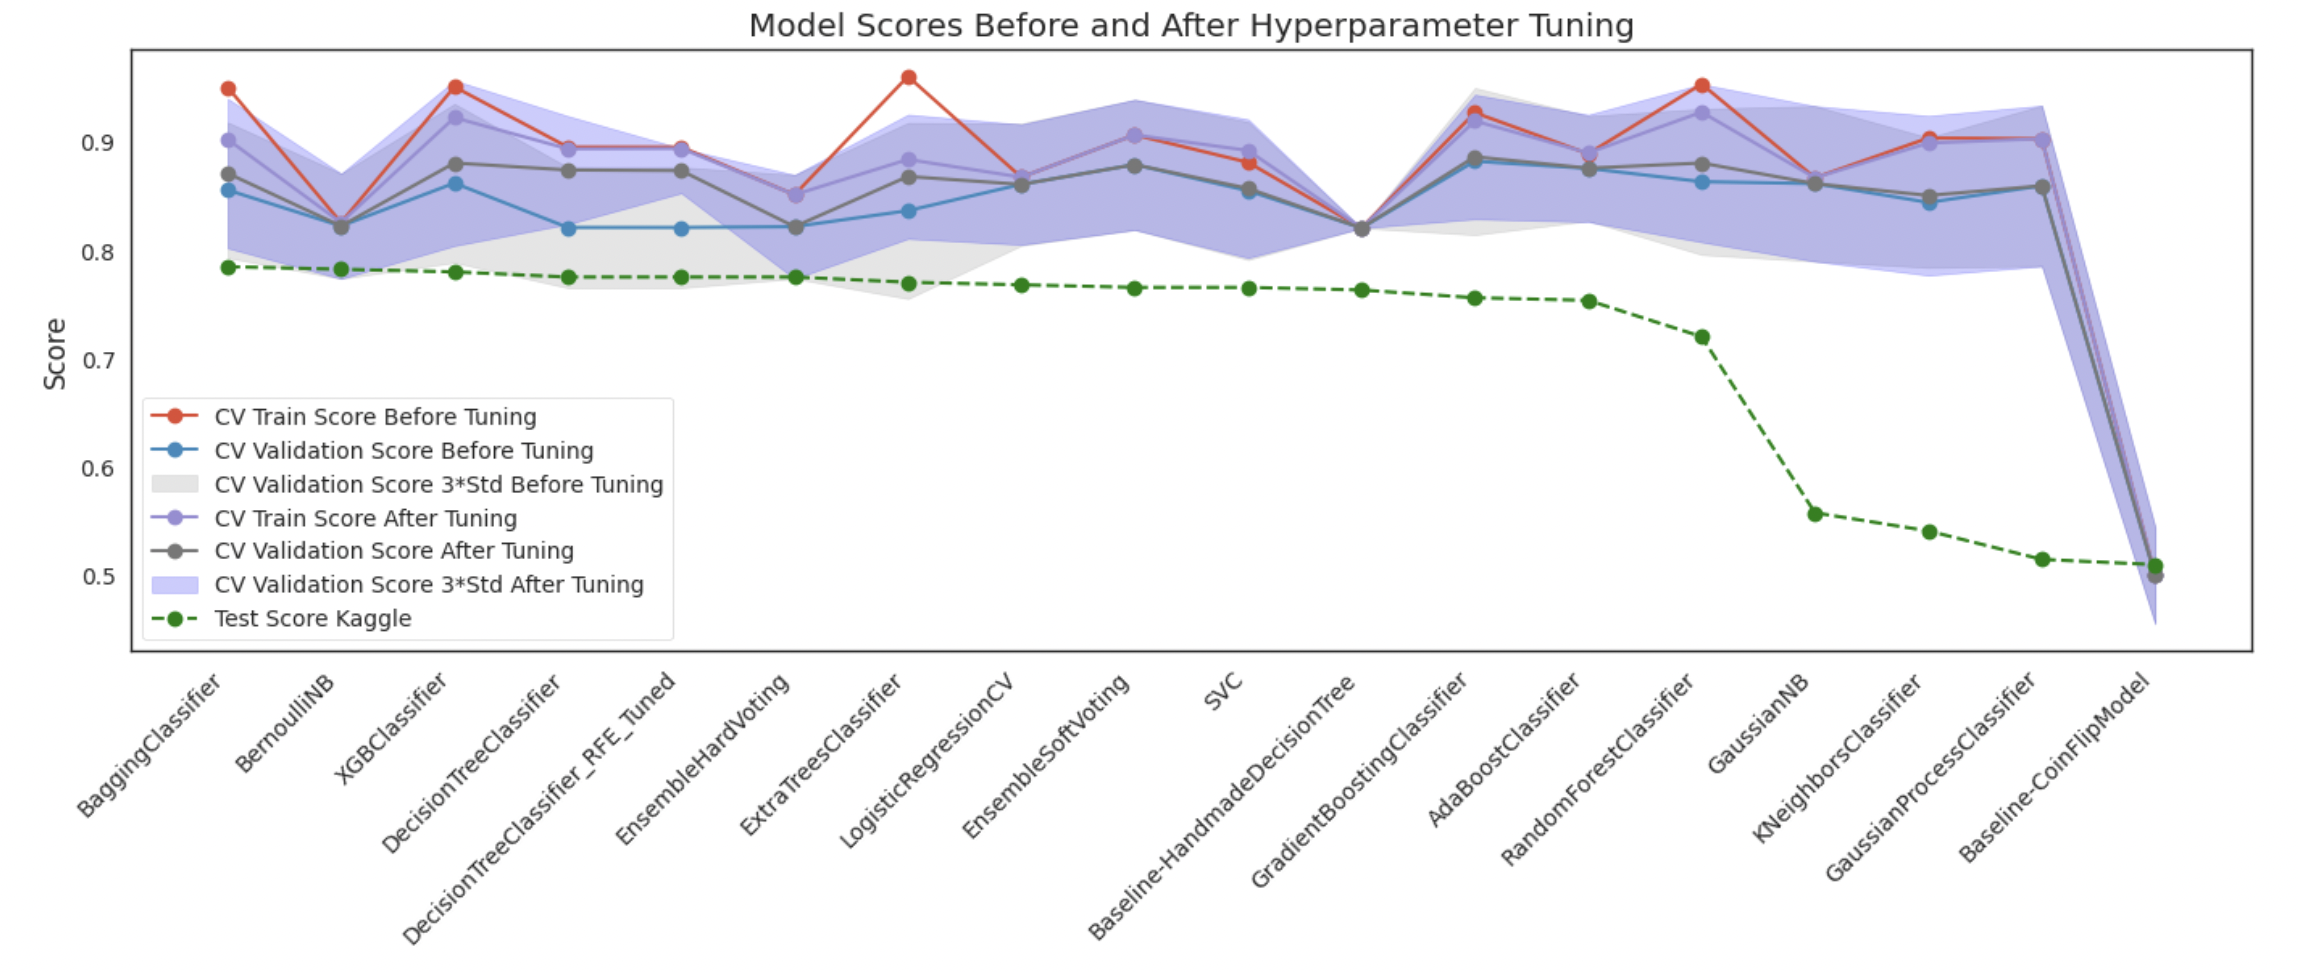 Model Scores Before and After Hyperparameter Tuning
Score
0.9
0.8
0.7
0.6
0.5
CV Train Score Before Tuning
CV Validation Score Before Tuning
CV Validation Score 3*Std Before Tuning
CV Train Score After Tuning
CV Validation Score After Tuning
CV Validation Score 3*Std After Tuning
Test Score Kaggle
BaggingClassifier
BernoulliNB
XGBClassifier
DecisionTreeClassifier
DecisionTreeClassifier_RFE_Tuned
EnsembleHardVoting
ExtraTreesClassifier
LogisticRegressionCV
EnsembleSoftVoting
SVC
Baseline-HandmadeDecisionTree
GradientBoostingClassifier
AdaBoostClassifier
RandomForestClassifier
GaussianNB
KNeighborsClassifier
GaussianProcessClassifier
Baseline-CoinFlipModel